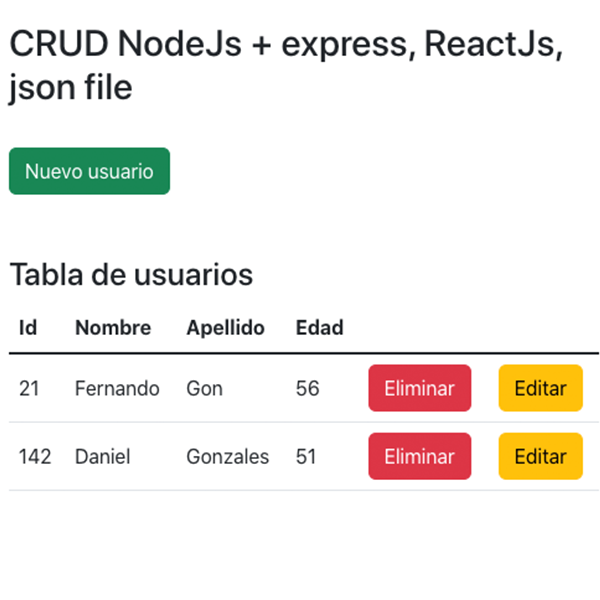 CRUD NodeJs + express, ReactJs,
json file
Nuevo usuario
Tabla de usuarios
Id Nombre Apellido Edad
21 Fernando Gon 56 Eliminar Editar
142 Daniel Gonzales 51 Eliminar Editar